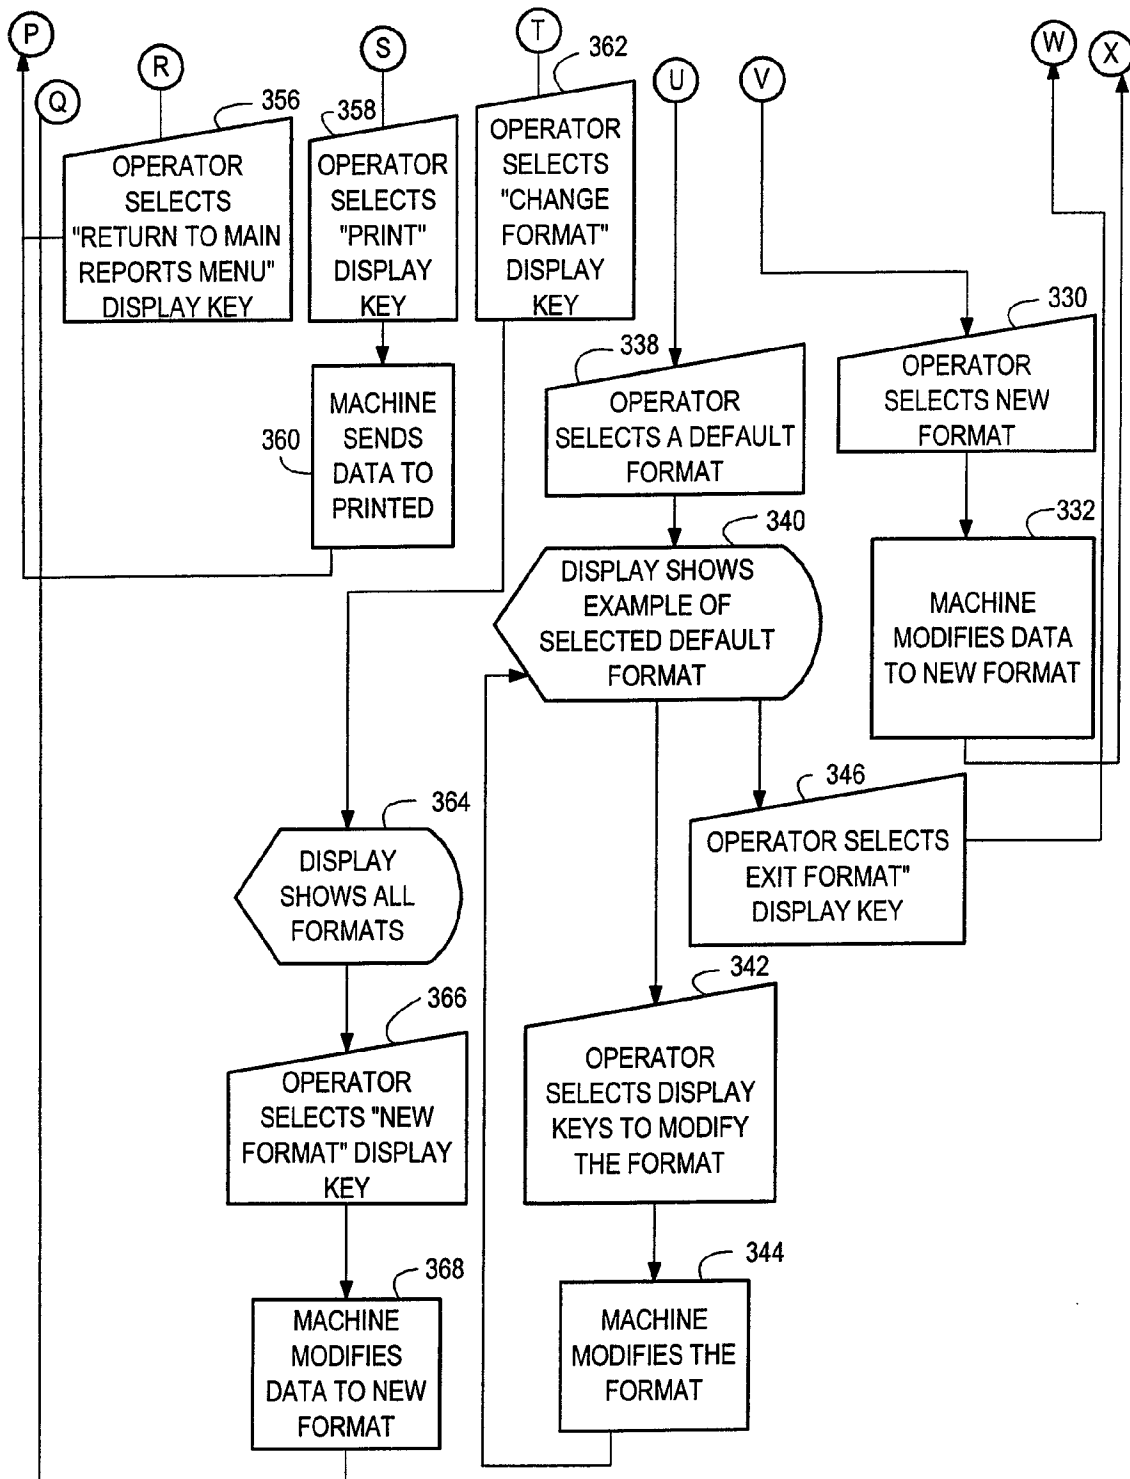 P
Q
R
S
T
U
V
W
X
356
OPERATOR
SELECTS
"RETURN TO MAIN
REPORTS MENU"
DISPLAY KEY
358
OPERATOR
SELECTS
"PRINT"
DISPLAY
KEY
362
OPERATOR
SELECTS
"CHANGE
FORMAT"
DISPLAY
KEY
360
MACHINE
SENDS
DATA TO
PRINTED
338
OPERATOR
SELECTS A DEFAULT
FORMAT
330
OPERATOR
SELECTS NEW
FORMAT
340
DISPLAY SHOWS
EXAMPLE OF
SELECTED DEFAULT
FORMAT
332
MACHINE
MODIFIES DATA
TO NEW FORMAT
346
OPERATOR SELECTS
EXIT FORMAT"
DISPLAY KEY
364
DISPLAY
SHOWS ALL
FORMATS
366
OPERATOR
SELECTS "NEW
FORMAT" DISPLAY
KEY
342
OPERATOR
SELECTS DISPLAY
KEYS TO MODIFY
THE FORMAT
368
MACHINE
MODIFIES
DATA TO NEW
FORMAT
344
MACHINE
MODIFIES THE
FORMAT